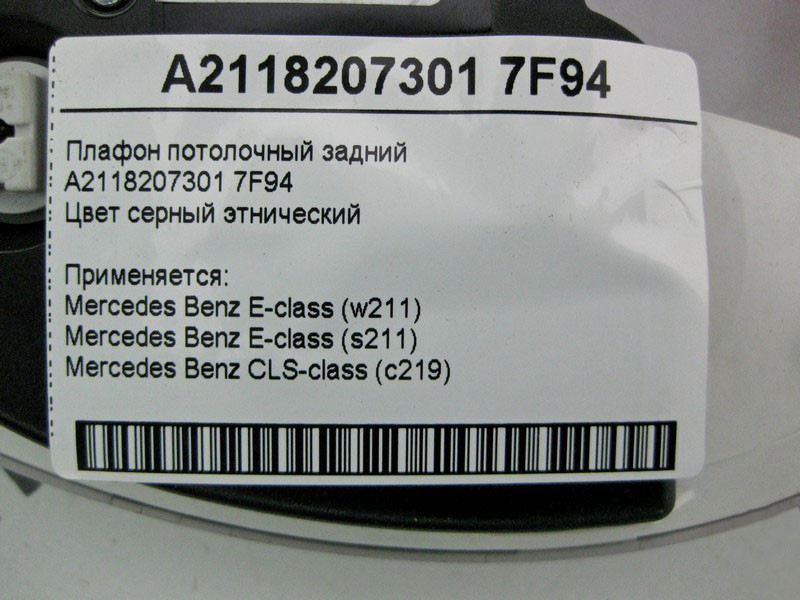 A2118207301 7F94
Плафон потолочный задний
A2118207301 7F94
Цвет серный этнический
Применяется:
Mercedes Benz E-class (w211)
Mercedes Benz E-class (s211)
Mercedes Benz CLS-class (c219)